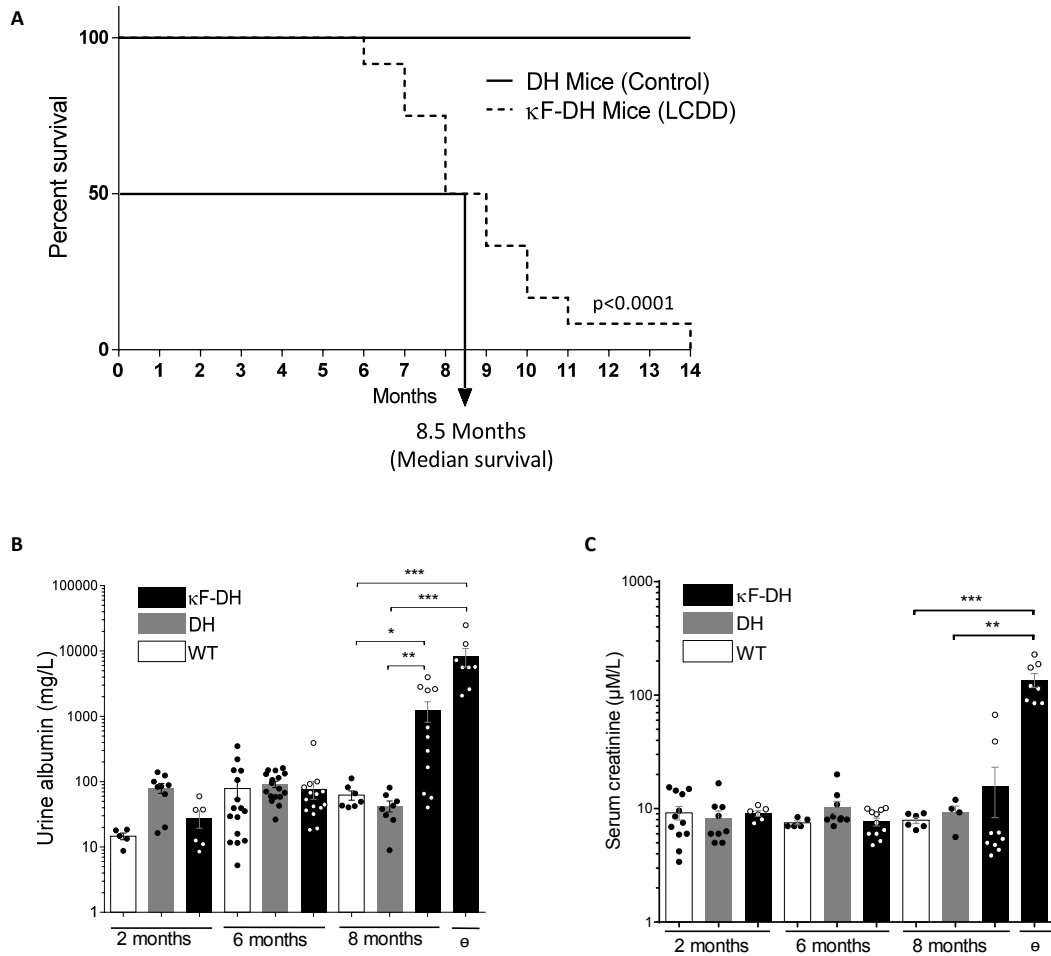 A
100
50
0
Percent survival
DH Mice (Control)
κF-DH Mice (LCDD)
p<0.0001
0 1 2 3 4 5 6 7 8 9 10 11 12 13 14
Months
8.5 Months
(Median survival)
B
Urine albumin (mg/L)
100000
10000
1000
100
10
1
κF-DH
DH
WT
***
***
*
**
2 months
6 months
8 months
ɵ
C
Serum creatinine (µM/L)
1000
100
10
1
κF-DH
DH
WT
***
**
2 months
6 months
8 months
ɵ